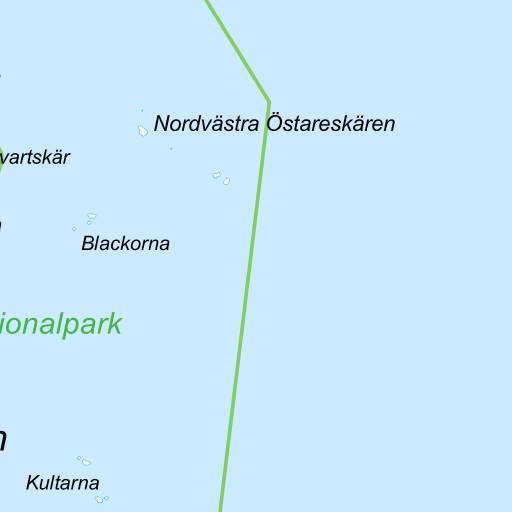 Nordvästra Östareskären
vartskär
Blackorna
ionalpark
n
Kultarna